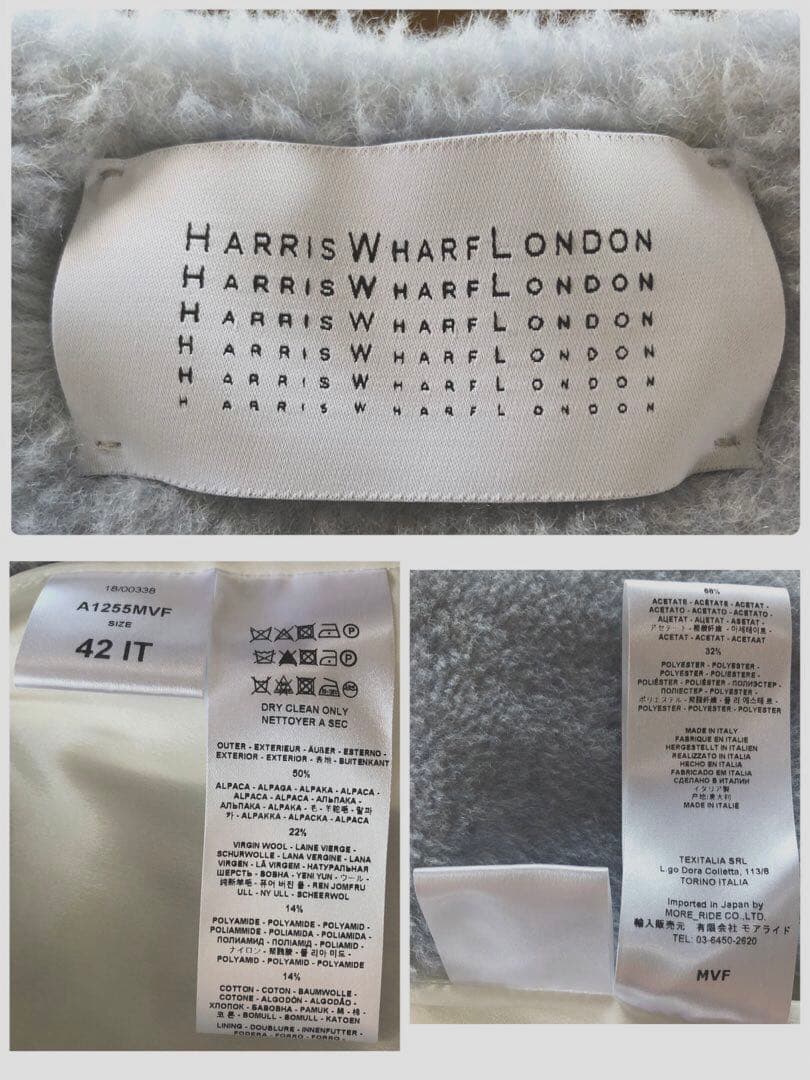 HARRIS WHARF LONDON
HARRIS WHARF LONDON
HARRIS WHARF LONDON
HARRIS WHARF LONDON
HARRIS WHARF LONDON
HARRIS WHARF LONDON
18/00338
A1255MVF
SIZE
42 IT
DRY CLEAN ONLY
NETTOYER A SEC
OUTER - EXTERIEUR - ÄUßER - ESTERNO -
EXTERIOR - EXTERIOR - 表地 - BUITENKANT
50%
ALPACA - ALPAGA - ALPAKA - ALPACA -
ALPACA - ALPACA - АЛЬПАКА -
АЛЬПАКА - ALPAKA - 毛 - 羊驼毛 - 알파
카 - ALPAKKA - ALPACKA - ALPACA
22%
VIRGIN WOOL - LAINE VIERGE -
SCHURWOLLE - LANA VERGINE - LANA
VIRGEN - LÃ VIRGEM - НАТУРАЛЬНАЯ
ШЕРСТЬ - ВОВНА - YENI YUN - ウール -
純新羊毛 - 퓨어 버진 울 - REN JOMFRU
ULL - NY ULL - SCHEERWOL
14%
POLYAMIDE - POLYAMIDE - POLYAMID -
POLIAMMIDE - POLIAMIDA - POLIAMIDA -
ПОЛИАМИД - ПОЛІАМІД - POLIAMID -
ナイロン - 聚酰胺 - 폴리아미드 -
POLYAMID - POLYAMID - POLYAMIDE
14%
COTTON - COTON - BAUMWOLLE -
COTONE - ALGODÓN - ALGODÃO -
ХЛОПОК - БАВОВНА - PAMUK - 綿 - 棉 -
코튼 - BOMULL - BOMULL - KATOEN
LINING - DOUBLURE - INNENFUTTER -
FODERA - FORRO - FORRO -
68%
ACETATE - ACÉTATE - ACETAT -
ACETATO - ACETATO - ACETATO -
АЦЕТАТ - АЦЕТАТ - ASETAT -
アセテート - 醋酸纤维 - 아세테이트 -
ACETAT - ACETAT - ACETAAT
32%
POLYESTER - POLYESTER -
POLYESTER - POLIESTERE -
POLIÉSTER - POLIÉSTER - ПОЛИЭСТЕР -
ПОЛІЕСТЕР - POLYESTER -
ポリエステル - 聚酯纤维 - 폴리에스테르 -
POLYESTER - POLYESTER - POLYESTER
MADE IN ITALY
FABRIQUÉ EN ITALIE
HERGESTELLT IN ITALIEN
REALIZZATO IN ITALIA
HECHO EN ITALIA
FABRICADO EM ITALIA
СДЕЛАНО В ИТАЛИИ
イタリア製
产地:意大利
MADE IN ITALIË
TEXITALIA SRL
L.go Dora Colletta, 113/8
TORINO ITALIA
Imported in Japan by
MORE_RIDE CO.,LTD.
輸入販売元 有限会社 モアライド
TEL: 03-6450-2620
MVF